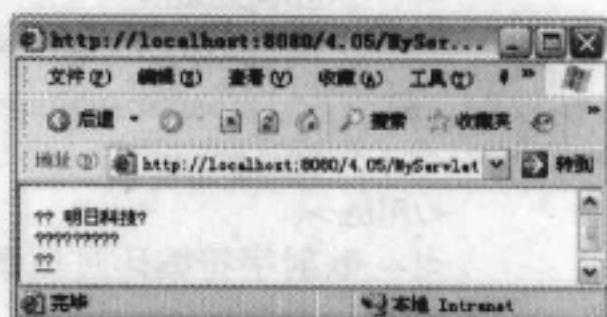 http://localhost:8080/4.05/MySer...
文件(F) 编辑(E) 查看(V) 收藏(A) 工具(T) »
后退 搜索 收藏夹 »
地址(D) http://localhost:8080/4.05/MyServlet 转到
?? 明日科技?
?????????
??
完毕 本地 Intranet